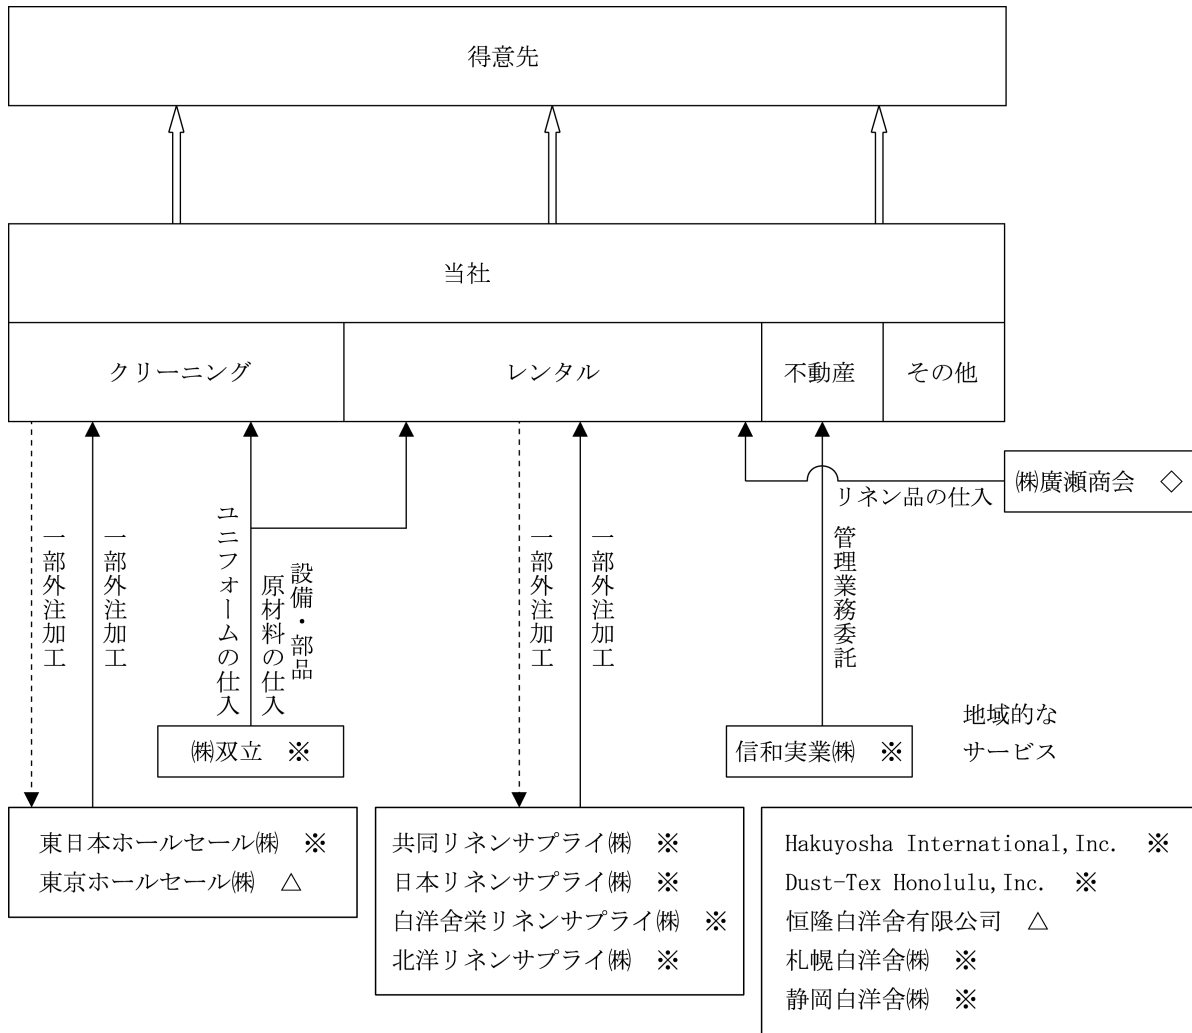 得意先
当社
クリーニング
レンタル
不動産
その他
㈱廣瀬商会　◇
リネン品の仕入
一部外注加工
一部外注加工
ユニフォームの仕入
設備・部品
原材料の仕入
一部外注加工
一部外注加工
管理業務委託
㈱双立　※
信和実業㈱　※
地域的な
サービス
東日本ホールセール㈱　※
東京ホールセール㈱　△
共同リネンサプライ㈱　※
日本リネンサプライ㈱　※
白洋舍栄リネンサプライ㈱　※
北洋リネンサプライ㈱　※
Hakuyosha International,Inc.　※
Dust-Tex Honolulu,Inc.　※
恒隆白洋舍有限公司　△
札幌白洋舍㈱　※
静岡白洋舍㈱　※